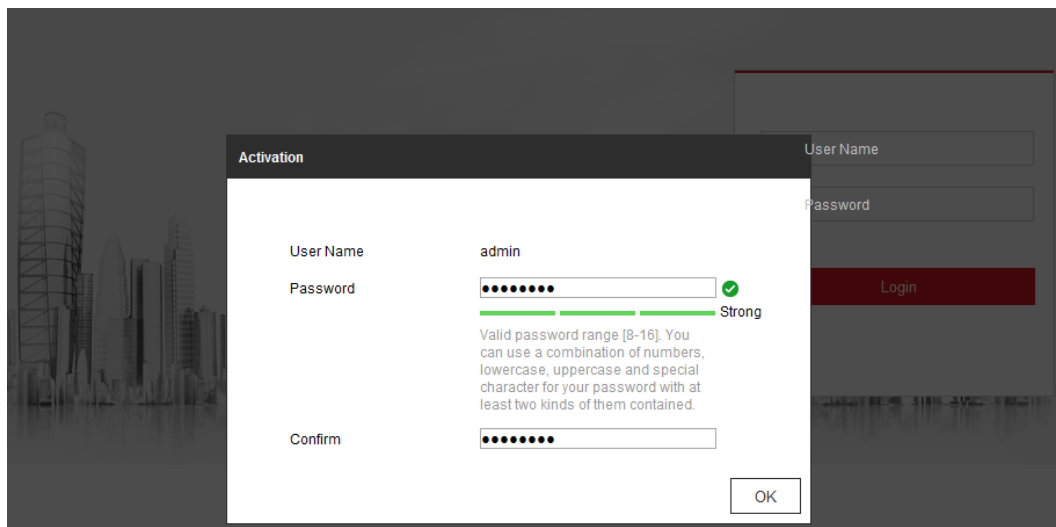 Activation
User Name
Password
Login
User Name admin
Password ●●●●●●●●
Strong
Valid password range [8-16]. You
can use a combination of numbers,
lowercase, uppercase and special
character for your password with at
least two kinds of them contained.
Confirm ●●●●●●●●
OK